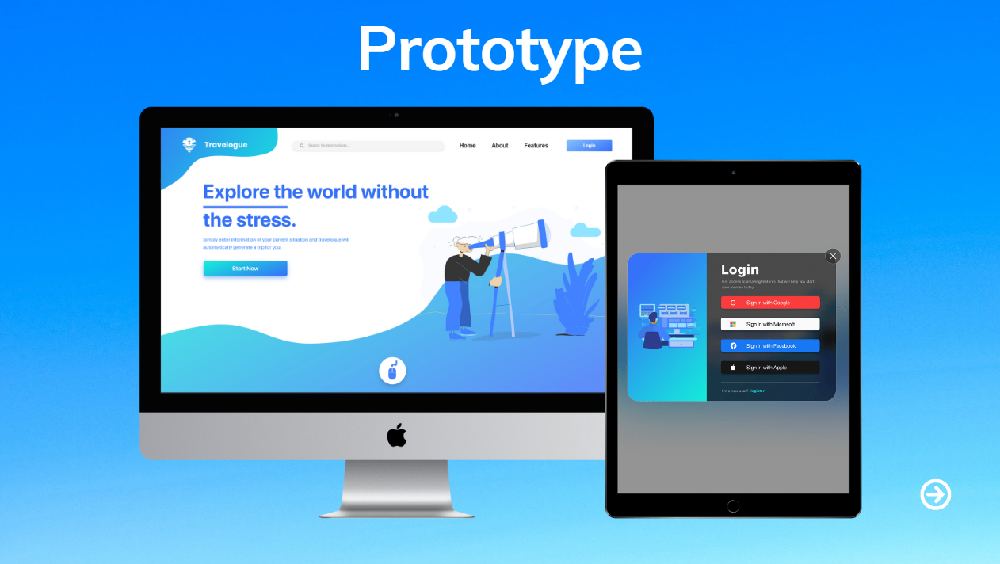 Prototype
Travelogue
Search for destinations...
Home
About
Features
Login
Explore the world without
the stress.
Simply enter information of your current situation and travelogue will
automatically generate a trip for you.
Start Now
Login
Get access to amazing features that will help you start
your journey today.
G Sign in with Google
Sign in with Microsoft
Sign in with Facebook
Sign in with Apple
I'm a new user? Register